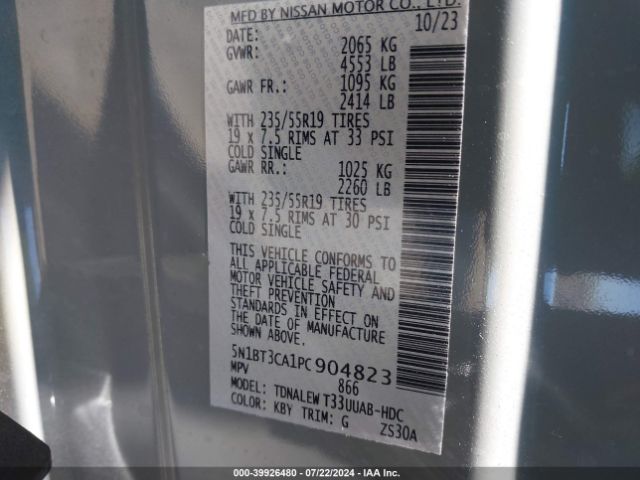 MFD BY NISSAN MOTOR CO., LTD.
DATE: 10/23
GVWR: 2065 KG
4553 LB
GAWR FR.: 1095 KG
2414 LB
WITH 235/55R19 TIRES
19 x 7.5 RIMS AT 33 PSI
COLD SINGLE
GAWR RR.: 1025 KG
2260 LB
WITH 235/55R19 TIRES
19 x 7.5 RIMS AT 30 PSI
COLD SINGLE
THIS VEHICLE CONFORMS TO
ALL APPLICABLE FEDERAL
MOTOR VEHICLE SAFETY AND
THEFT PREVENTION
STANDARDS IN EFFECT ON
THE DATE OF MANUFACTURE
SHOWN ABOVE.
5N1BT3CA1PC904823
MPV 866
MODEL: TDNALEW T33UUAB-HDC
COLOR: KBY TRIM: G ZS30A
000-39926480 - 07/22/2024 - IAA Inc.